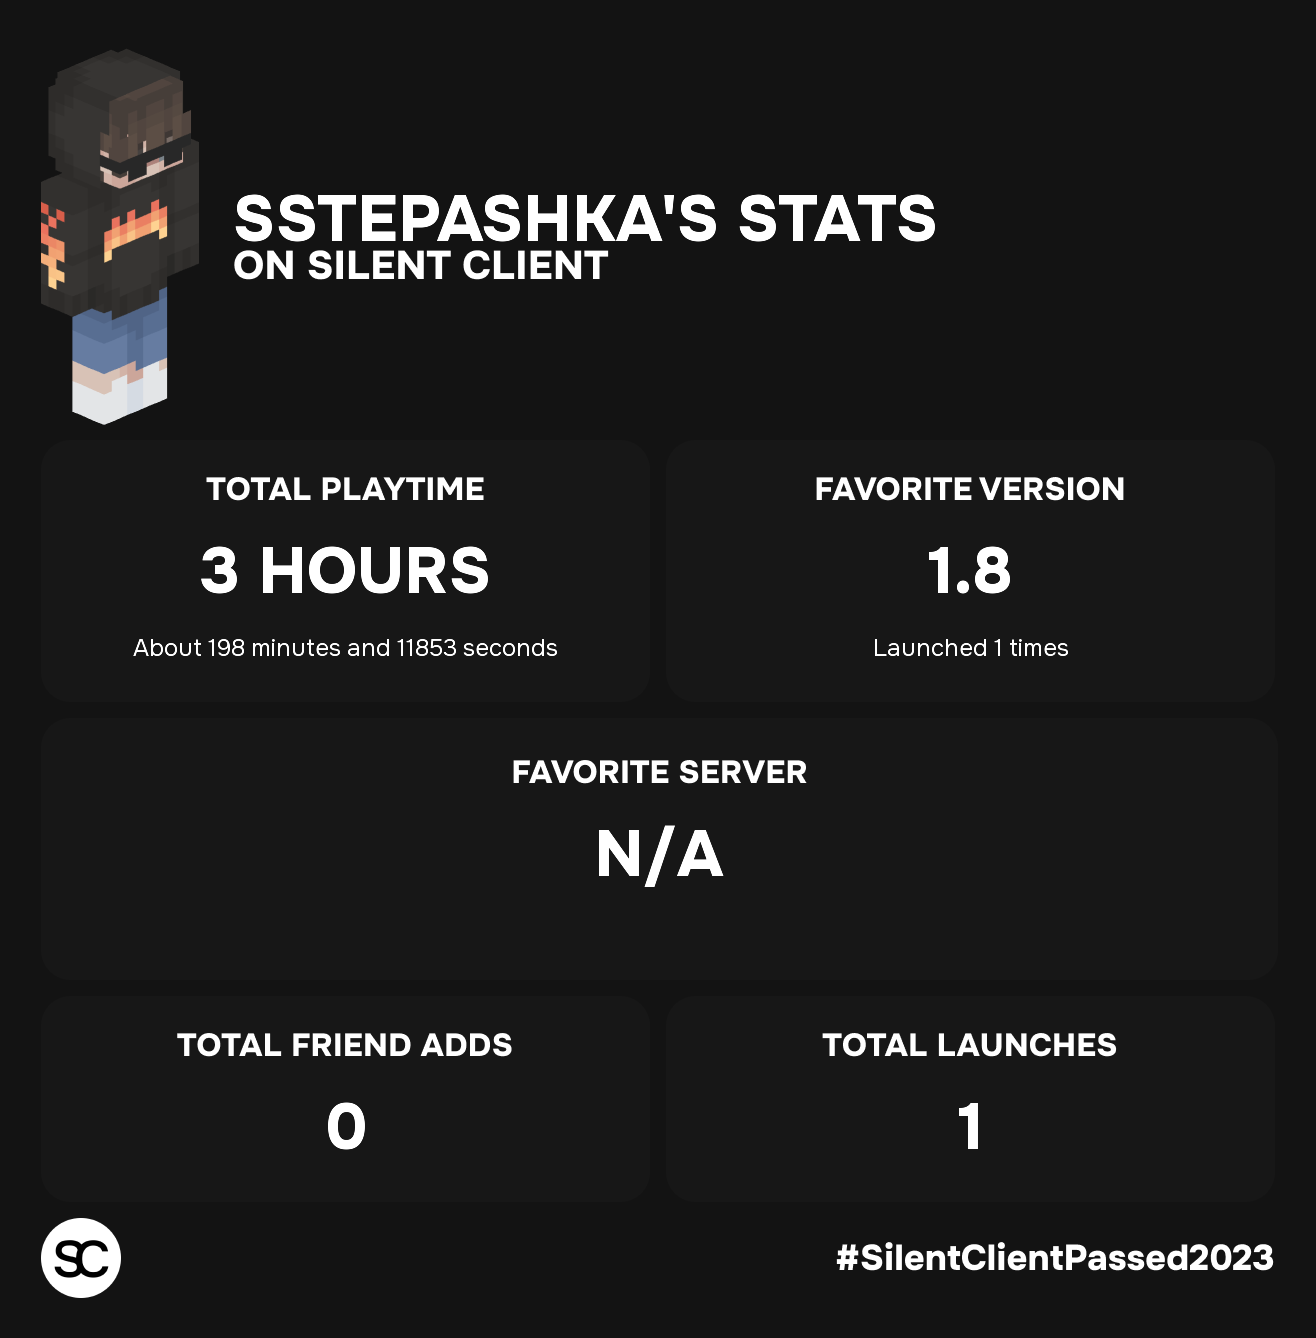 SSTEPASHKA'S STATS
ON SILENT CLIENT
TOTAL PLAYTIME
3 HOURS
About 198 minutes and 11853 seconds
FAVORITE VERSION
1.8
Launched 1 times
FAVORITE SERVER
N/A
TOTAL FRIEND ADDS
0
TOTAL LAUNCHES
1
SC
#SilentClientPassed2023